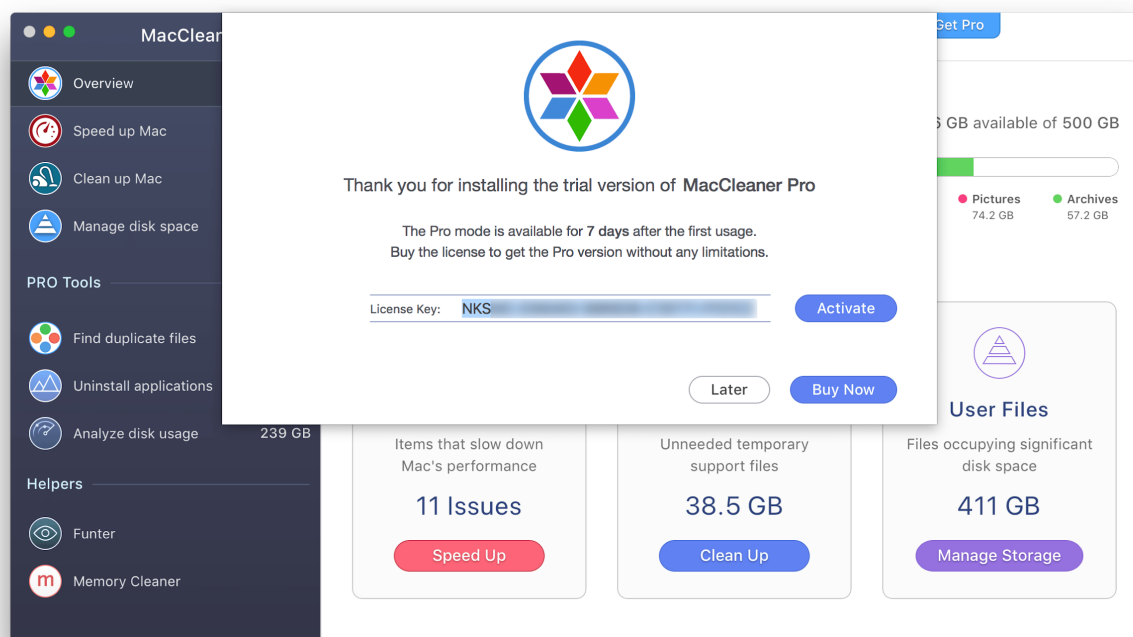 MacClean
Get Pro
Overview
Speed up Mac
Clean up Mac
Manage disk space
PRO Tools
Find duplicate files
Uninstall applications
Analyze disk usage
239 GB
Helpers
Funter
Memory Cleaner
Thank you for installing the trial version of MacCleaner Pro
The Pro mode is available for 7 days after the first usage.
Buy the license to get the Pro version without any limitations.
License Key: NKS
Activate
Later
Buy Now
6 GB available of 500 GB
Pictures
74.2 GB
Archives
57.2 GB
Items that slow down
Mac's performance
11 Issues
Speed Up
Unneeded temporary
support files
38.5 GB
Clean Up
User Files
Files occupying significant
disk space
411 GB
Manage Storage
m